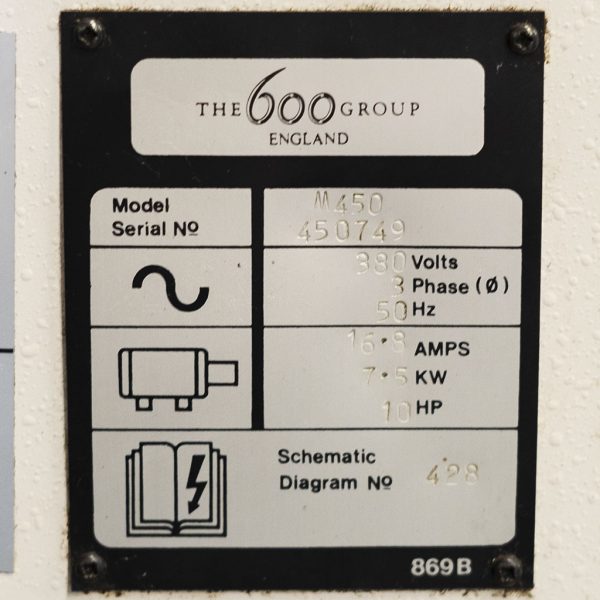 THE 600 GROUP
ENGLAND
Model M450
Serial Nº 450749
380 Volts
3 Phase (Ø)
50 Hz
16·8 AMPS
7·5 KW
10 HP
Schematic
Diagram Nº 428
869B